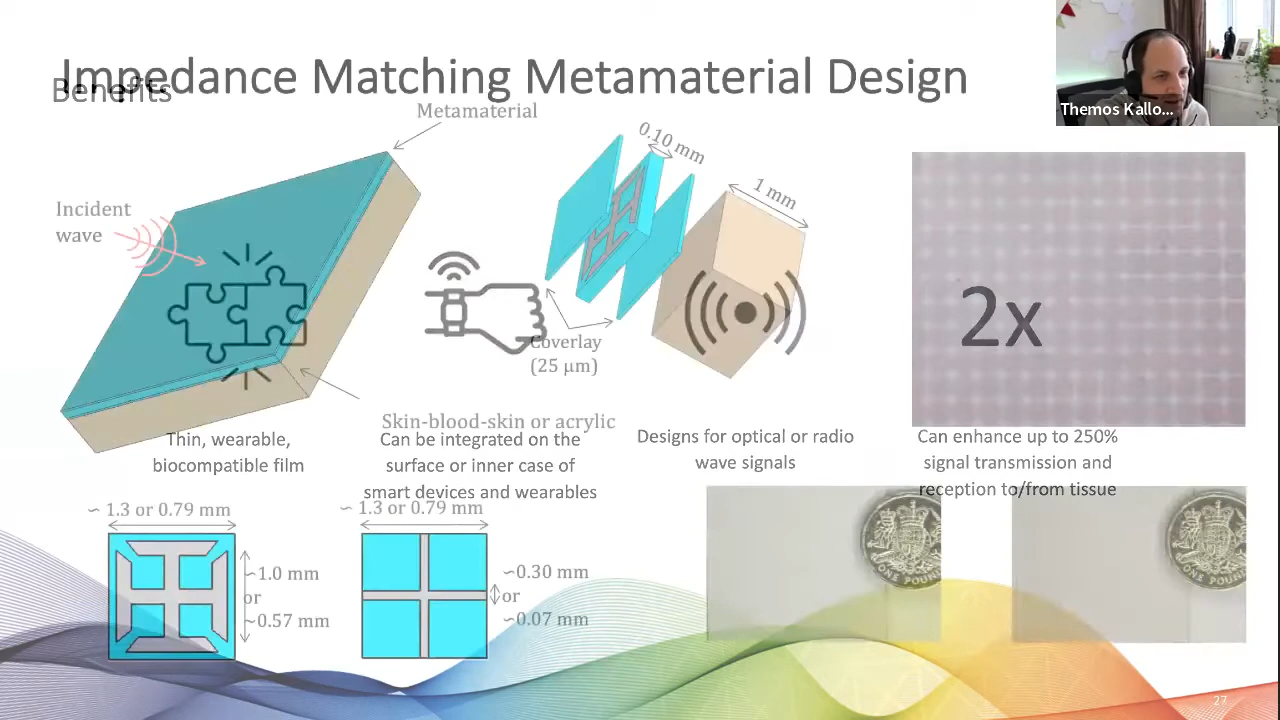 Impedance Matching Metamaterial Design
Benefits
Themos Kallo...
Metamaterial
0.10 mm
1 mm
Incident
wave
2x
Coverlay
(25 μm)
Skin-blood-skin or acrylic
Thin, wearable,
biocompatible film
Can be integrated on the
surface or inner case of
smart devices and wearables
Designs for optical or radio
wave signals
Can enhance up to 250%
signal transmission and
reception to/from tissue
~ 1.3 or 0.79 mm
~1.0 mm
or
~0.57 mm
~ 1.3 or 0.79 mm
~0.30 mm
or
~0.07 mm
ONE POUND
ONE POUND
27